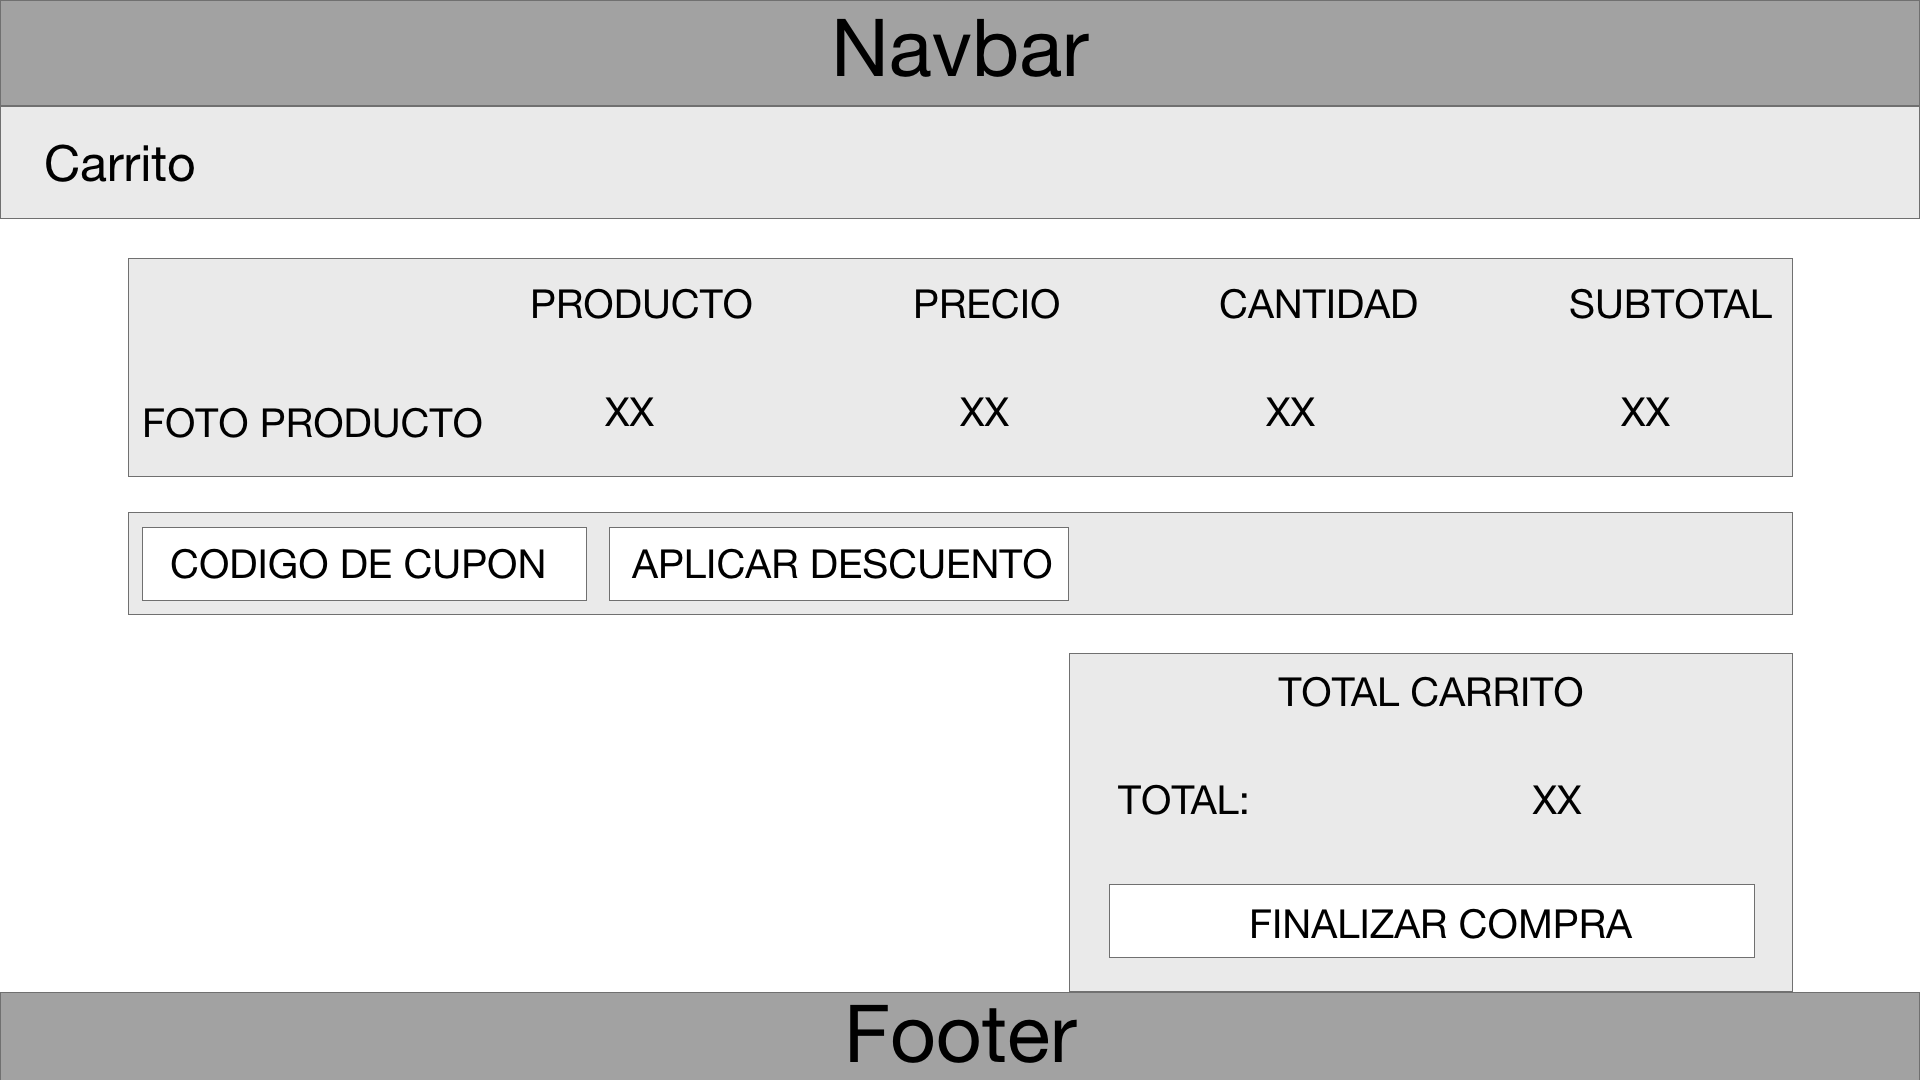 Navbar
Carrito
PRODUCTO PRECIO CANTIDAD SUBTOTAL
FOTO PRODUCTO XX XX XX XX
CODIGO DE CUPON APLICAR DESCUENTO
TOTAL CARRITO
TOTAL: XX
FINALIZAR COMPRA
Footer